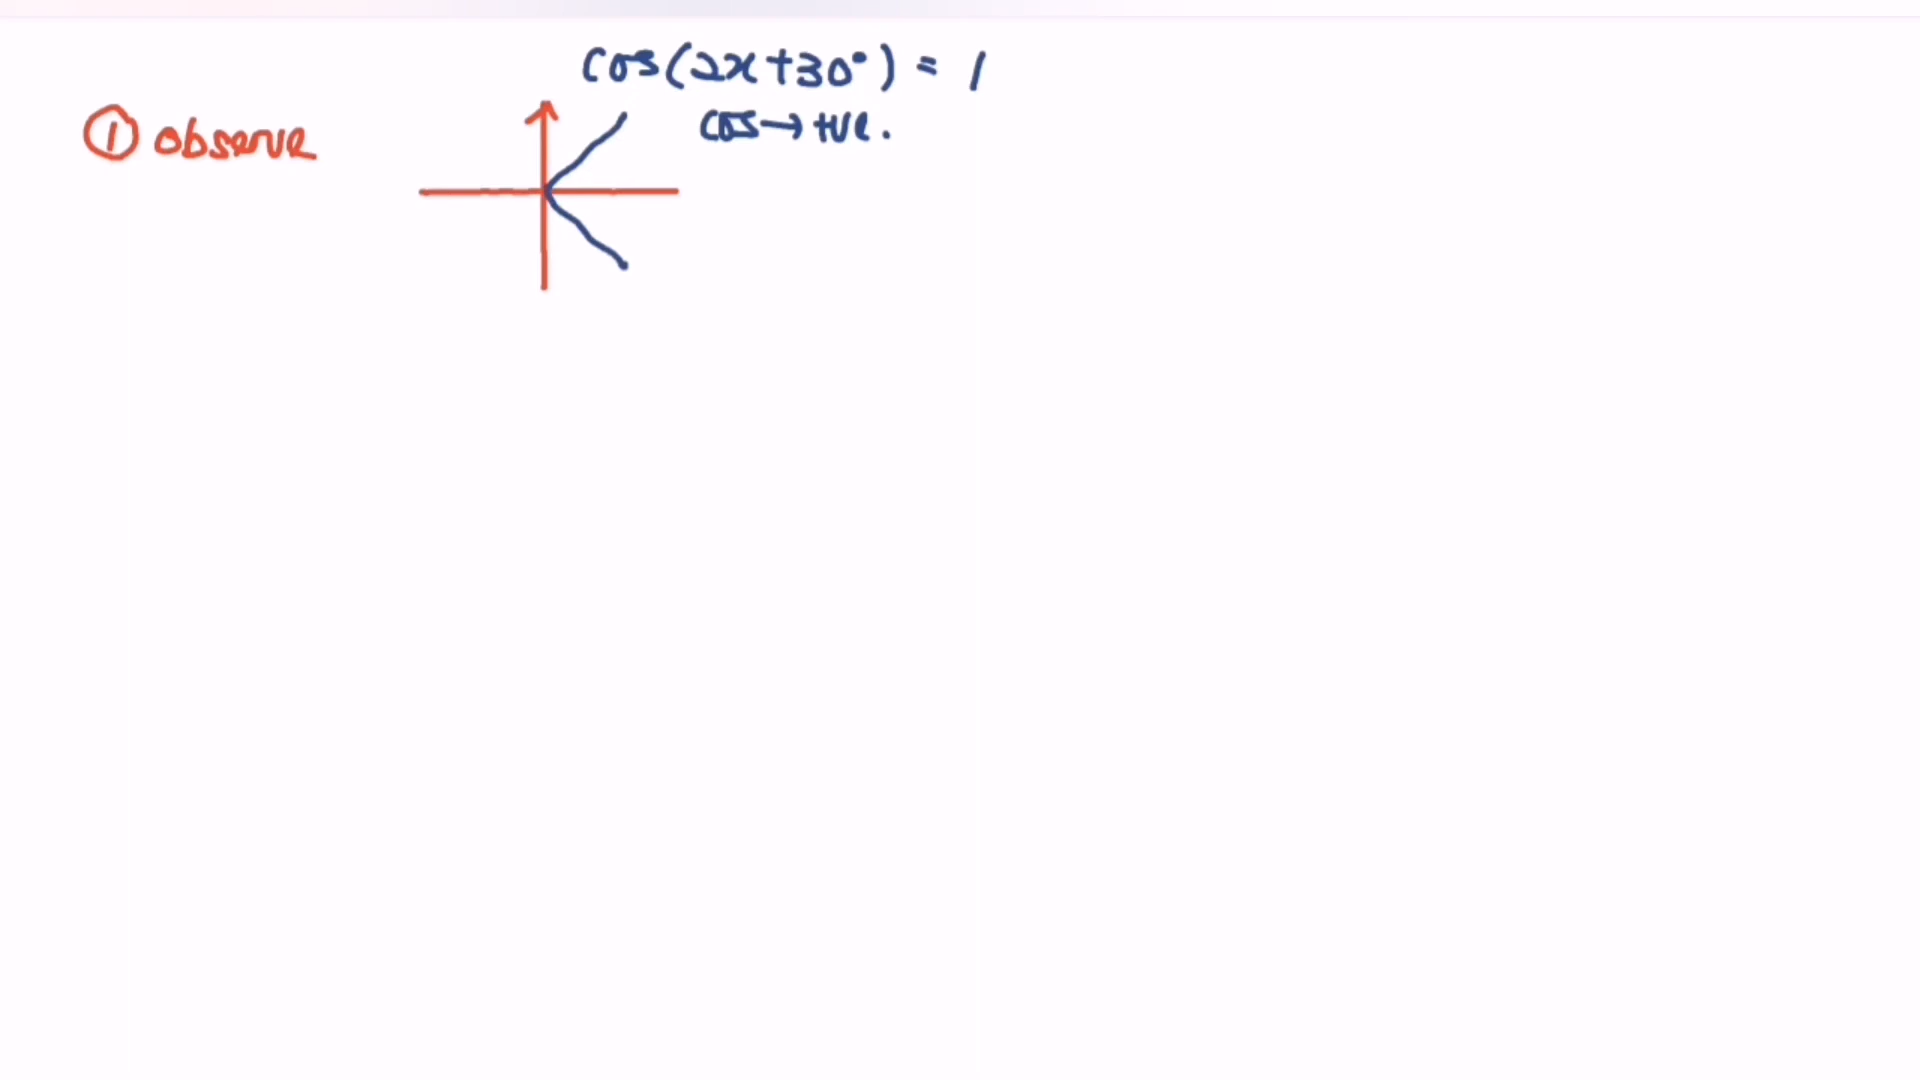 cos(2x+30°) = 1
① observe
cos→+ve.